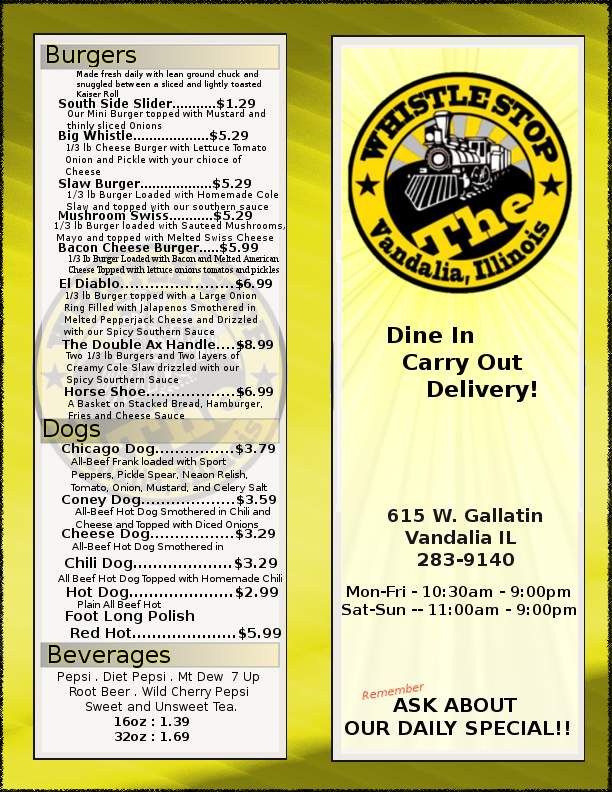 Burgers
Made fresh daily with lean ground chuck and
snuggled between a sliced and lightly toasted
Kaiser Roll
South Side Slider...........$1.29
Our Mini Burger topped with Mustard and
thinly sliced Onions
Big Whistle...................$5.29
1/3 lb Cheese Burger with Lettuce Tomato
Onion and Pickle with your chioce of
Cheese
Slaw Burger..................$5.29
1/3 lb Burger Loaded with Homemade Cole
Slaw and topped with our southern sauce
Mushroom Swiss...........$5.29
1/3 lb Burger loaded with Sauteed Mushrooms,
Mayo and topped with Melted Swiss Cheese
Bacon Cheese Burger.....$5.99
1/3 lb Burger Loaded with Bacon and Melted American
Cheese Topped with lettuce onions tomatos and pickles
El Diablo.......................$6.99
1/3 lb Burger topped with a Large Onion
Ring Filled with Jalapenos Smothered in
Melted Pepperjack Cheese and Drizzled
with our Spicy Southern Sauce
The Double Ax Handle....$8.99
Two 1/3 lb Burgers and Two layers of
Creamy Cole Slaw drizzled with our
Spicy Sourthern Sauce
Horse Shoe.................$6.99
A Basket on Stacked Bread, Hamburger,
Fries and Cheese Sauce
Dogs
Chicago Dog...............$3.79
All-Beef Frank loaded with Sport
Peppers, Pickle Spear, Neaon Relish,
Tomato, Onion, Mustard, and Celery Salt
Coney Dog..................$3.59
All-Beef Hot Dog Smothered in Chili and
Cheese and Topped with Diced Onions
Cheese Dog................$3.29
All-Beef Hot Dog Smothered in
Chili Dog....................$3.29
All Beef Hot Dog Topped with Homemade Chili
Hot Dog.....................$2.99
Plain All Beef Hot
Foot Long Polish
Red Hot.....................$5.99
Beverages
Pepsi . Diet Pepsi . Mt Dew 7 Up
Root Beer . Wild Cherry Pepsi
Sweet and Unsweet Tea.
16oz : 1.39
32oz : 1.69
WHISTLE STOP
The
Vandalia, Illinois
Dine In
Carry Out
Delivery!
615 W. Gallatin
Vandalia IL
283-9140
Mon-Fri - 10:30am - 9:00pm
Sat-Sun -- 11:00am - 9:00pm
Remember
ASK ABOUT
OUR DAILY SPECIAL!!